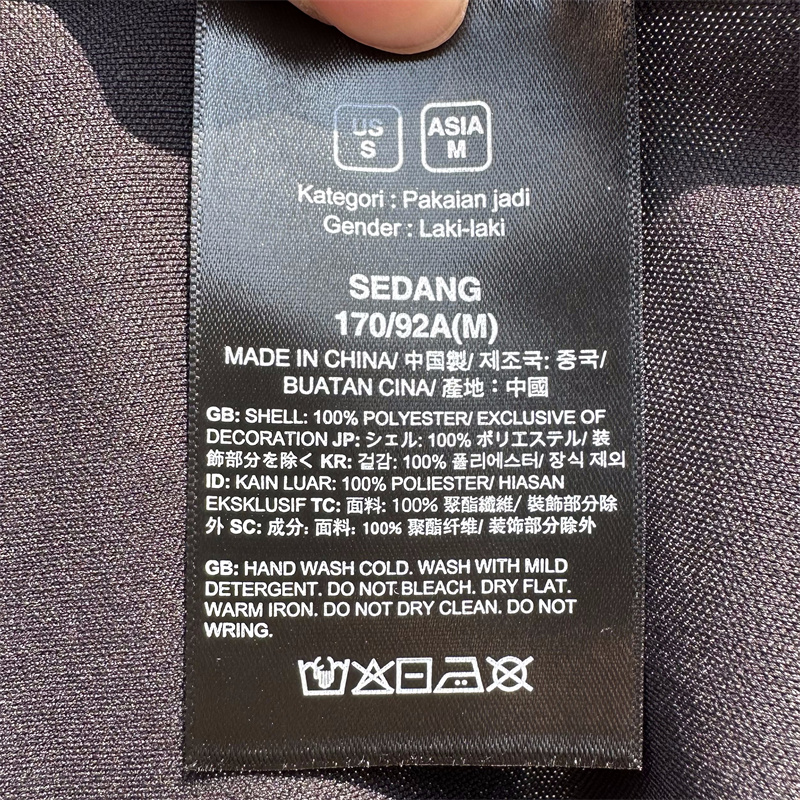 US
S
ASIA
M
Kategori : Pakaian jadi
Gender : Laki-laki
SEDANG
170/92A(M)
MADE IN CHINA/ 中国製/ 제조국: 중국/
BUATAN CINA/ 產地：中國
GB: SHELL: 100% POLYESTER/ EXCLUSIVE OF
DECORATION JP: シェル: 100% ポリエステル/ 装
飾部分を除く KR: 겉감: 100% 폴리에스터/ 장식 제외
ID: KAIN LUAR: 100% POLIESTER/ HIASAN
EKSKLUSIF TC: 面料: 100% 聚酯纖維/ 裝飾部分除
外 SC: 成分: 面料: 100% 聚酯纤维/ 装饰部分除外
GB: HAND WASH COLD. WASH WITH MILD
DETERGENT. DO NOT BLEACH. DRY FLAT.
WARM IRON. DO NOT DRY CLEAN. DO NOT
WRING.